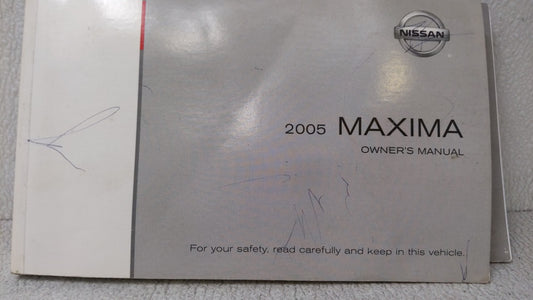 NISSAN
2005 MAXIMA
OWNER'S MANUAL
For your safety, read carefully and keep in this vehicle.